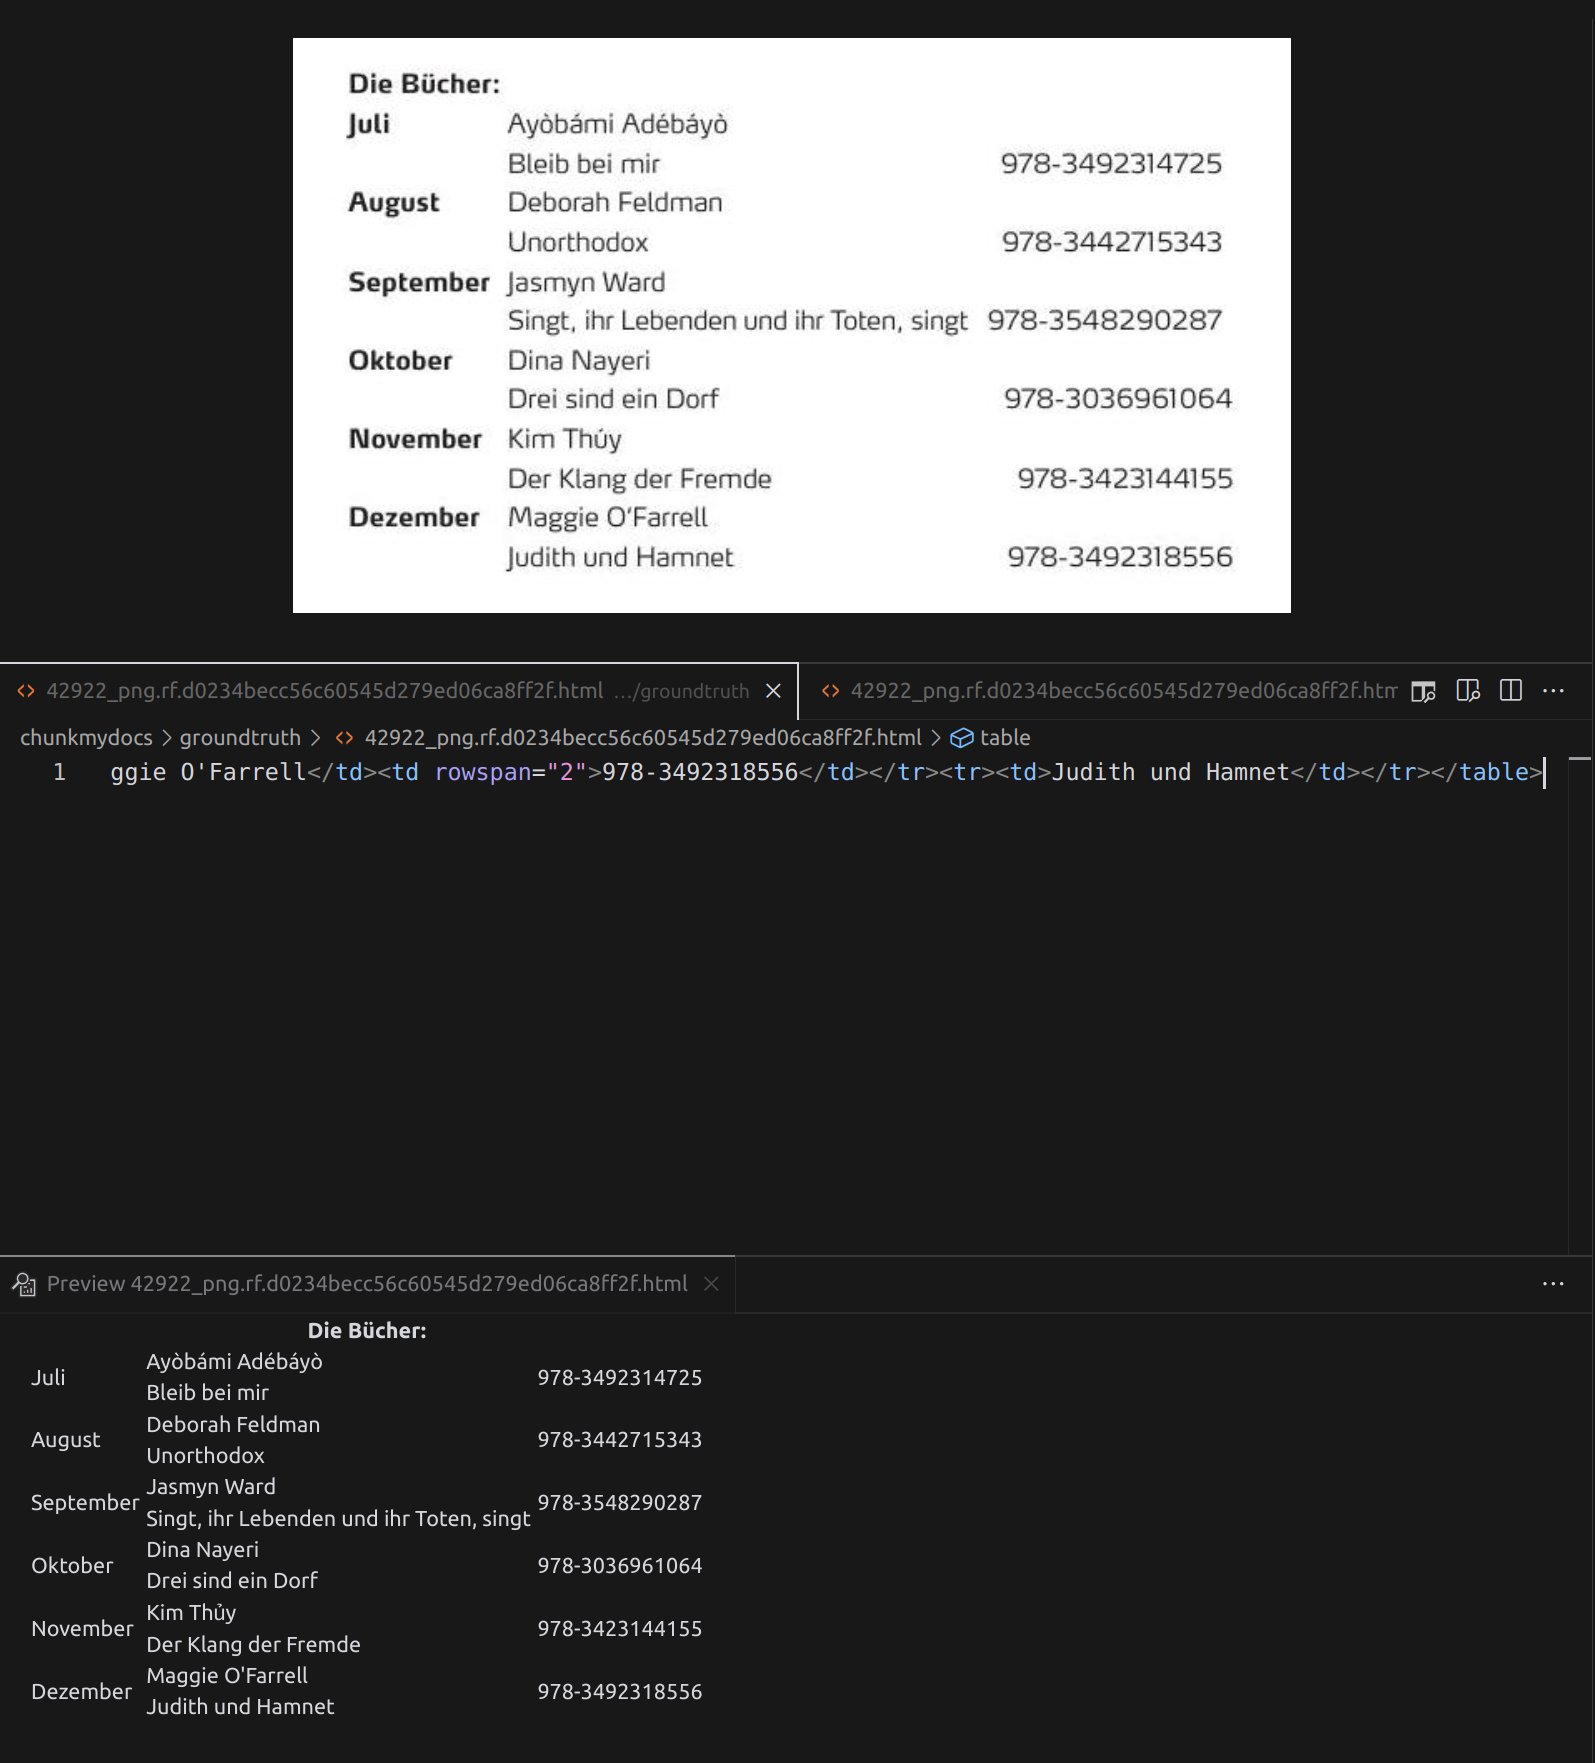 Die Bücher:
Juli Ayòbámi Adébáyò
Bleib bei mir 978-3492314725
August Deborah Feldman
Unorthodox 978-3442715343
September Jasmyn Ward
Singt, ihr Lebenden und ihr Toten, singt 978-3548290287
Oktober Dina Nayeri
Drei sind ein Dorf 978-3036961064
November Kim Thúy
Der Klang der Fremde 978-3423144155
Dezember Maggie O‘Farrell
Judith und Hamnet 978-3492318556
42922_png.rf.d0234becc56c60545d279ed06ca8ff2f.html .../groundtruth 42922_png.rf.d0234becc56c60545d279ed06ca8ff2f.htm
chunkmydocs > groundtruth > 42922_png.rf.d0234becc56c60545d279ed06ca8ff2f.html > table
1 ggie O'Farrell</td><td rowspan="2">978-3492318556</td></tr><tr><td>Judith und Hamnet</td></tr></table>
Preview 42922_png.rf.d0234becc56c60545d279ed06ca8ff2f.html
Die Bücher:
Juli Ayòbámi Adébáyò 978-3492314725
Bleib bei mir
August Deborah Feldman 978-3442715343
Unorthodox
September Jasmyn Ward 978-3548290287
Singt, ihr Lebenden und ihr Toten, singt
Oktober Dina Nayeri 978-3036961064
Drei sind ein Dorf
November Kim Thủy 978-3423144155
Der Klang der Fremde
Dezember Maggie O'Farrell 978-3492318556
Judith und Hamnet